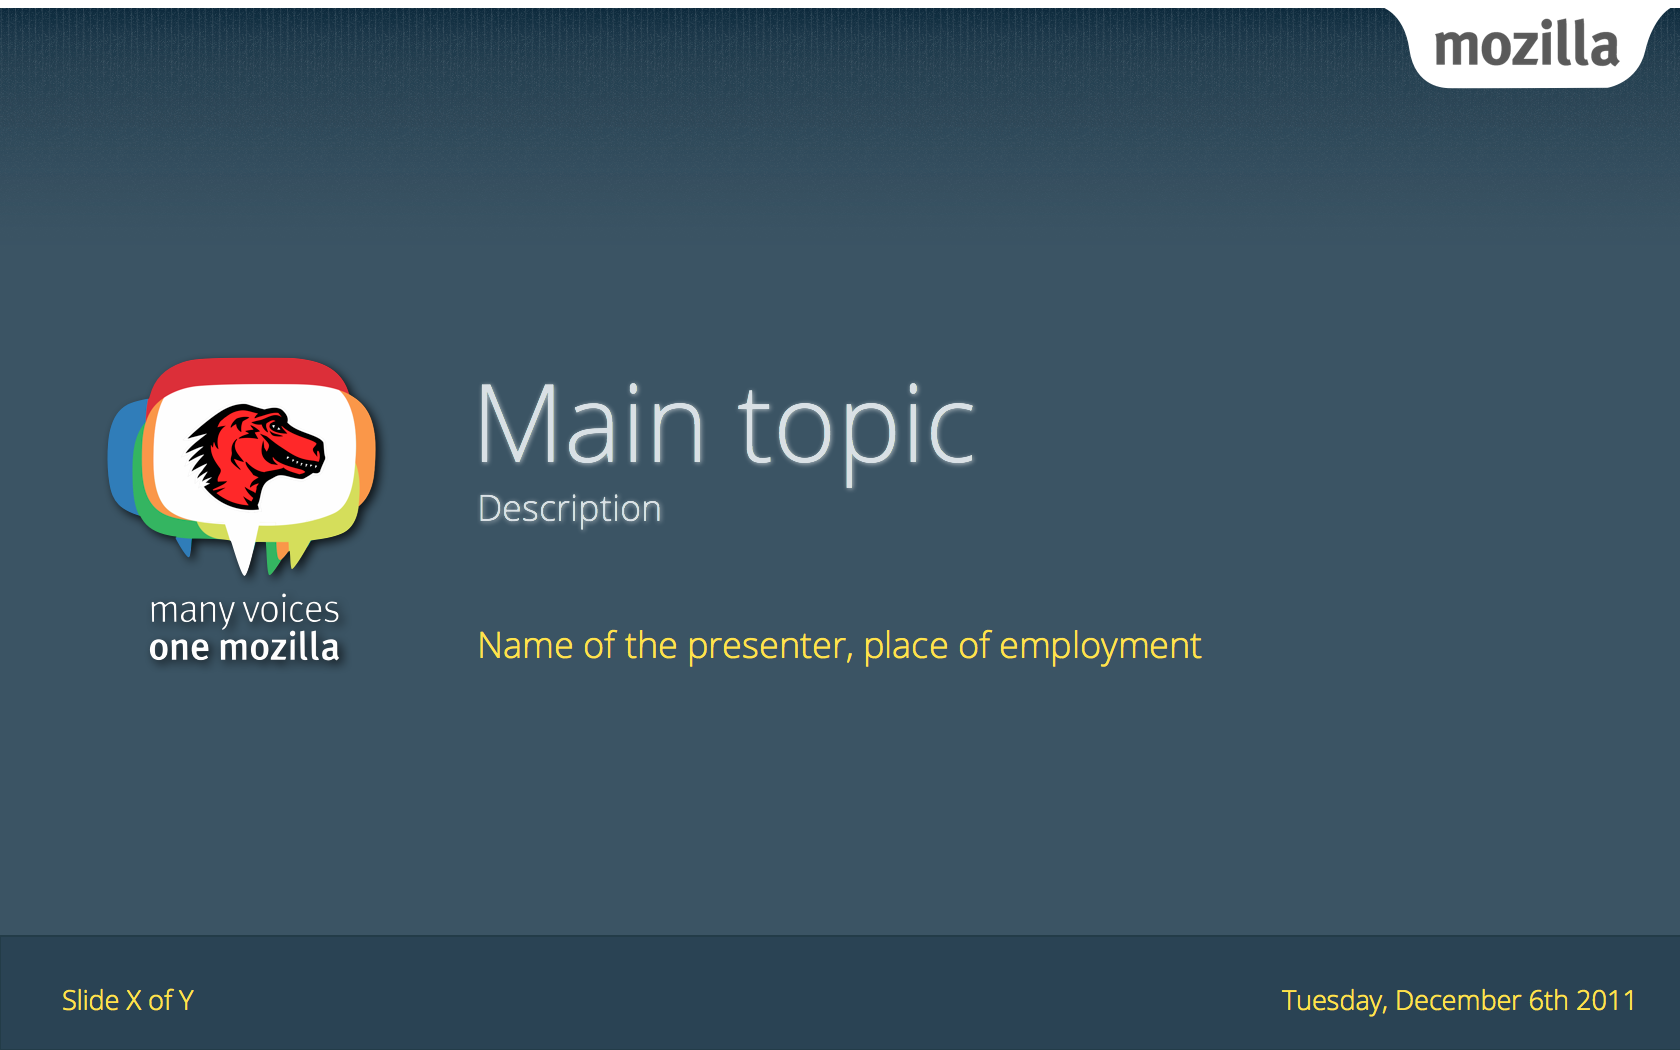 mozilla
Main topic
Description
many voices
one mozilla
Name of the presenter, place of employment
Slide X of Y
Tuesday, December 6th 2011